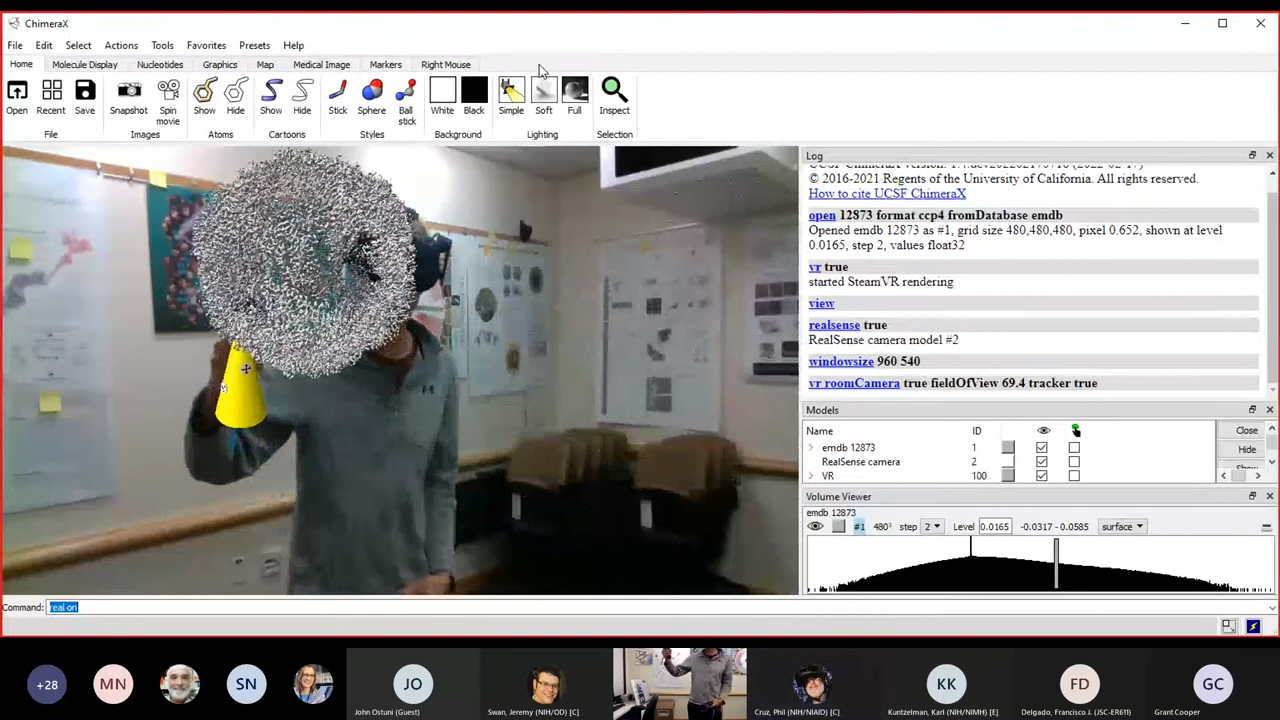 ChimeraX
File Edit Select Actions Tools Favorites Presets Help
Home Molecule Display Nucleotides Graphics Map Medical Image Markers Right Mouse
Open Recent Save Snapshot Spin movie Show Hide Show Hide Stick Sphere Ball stick White Black Simple Soft Full Inspect
File Images Atoms Cartoons Styles Background Lighting Selection
Log
© 2016-2021 Regents of the University of California. All rights reserved.
How to cite UCSF ChimeraX
open 12873 format ccp4 fromDatabase emdb
Opened emdb 12873 as #1, grid size 480,480,480, pixel 0.652, shown at level
0.0165, step 2, values float32
vr true
started SteamVR rendering
view
realsense true
RealSense camera model #2
windowsize 960 540
vr roomCamera true fieldOfView 69.4 tracker true
Models
Name ID Close
emdb 12873 1 Hide
RealSense camera 2
VR 100
Volume Viewer
emdb 12873
#1 480³ step 2 Level 0.0165 -0.0317 - 0.0585 surface
Command: real on
+28 MN SN JO KK FD GC
John Ostuni (Guest) Swan, Jeremy (NIH/OD) [C] Cruz, Phil (NIH/NIAID) [C] Kuntzelman, Karl (NIH/NIMH) [E] Delgado, Francisco J. (JSC-ER611) Grant Cooper